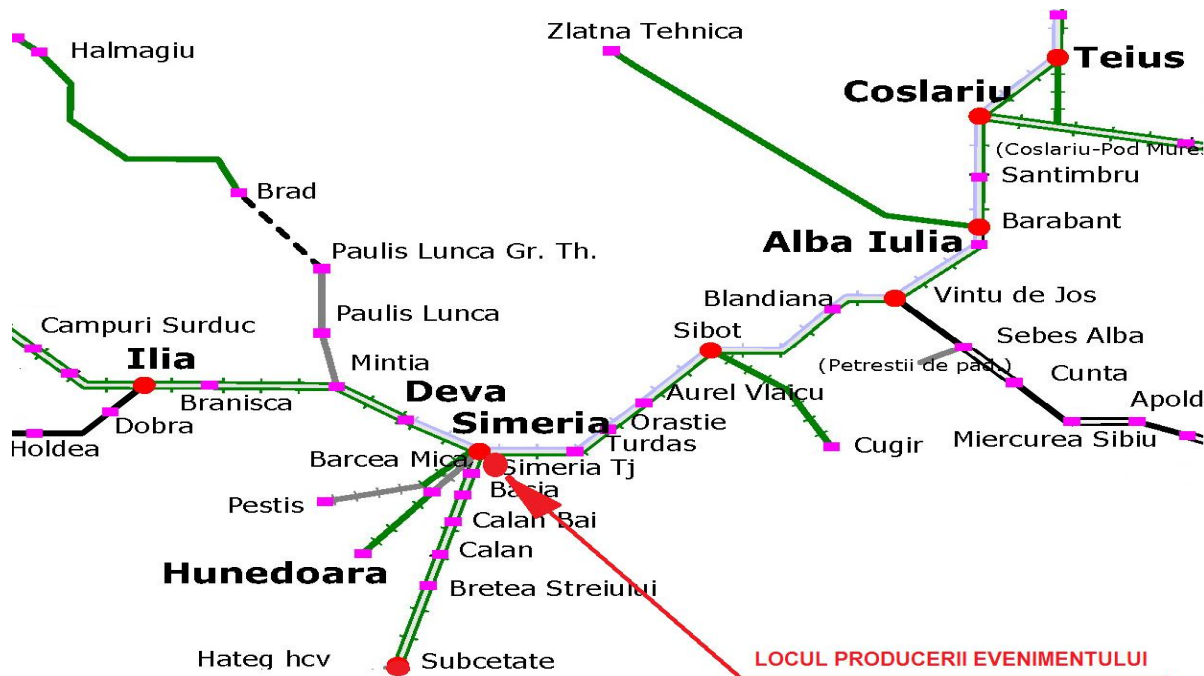 Zlatna Tehnica
Halmagiu
Teius
Coslariu
(Coslariu-Pod Mures
Santimbru
Brad
Barabant
Alba Iulia
Paulis Lunca Gr. Th.
Blandiana
Vintu de Jos
Paulis Lunca
Campuri Surduc
Sibot
Sebes Alba
Ilia
Mintia
(Petrestii de pad.)
Cunta
Deva
Aurel Vlaicu
Branisca
Apold
Dobra
Simeria
Orastie
Holdea
Turdas
Cugir
Miercurea Sibiu
Barcea Mica
Simeria Tj
Pestis
Basia
Calan Bai
Calan
Hunedoara
Bretea Streiului
Hateg hcv
Subcetate
LOCUL PRODUCERII EVENIMENTULUI